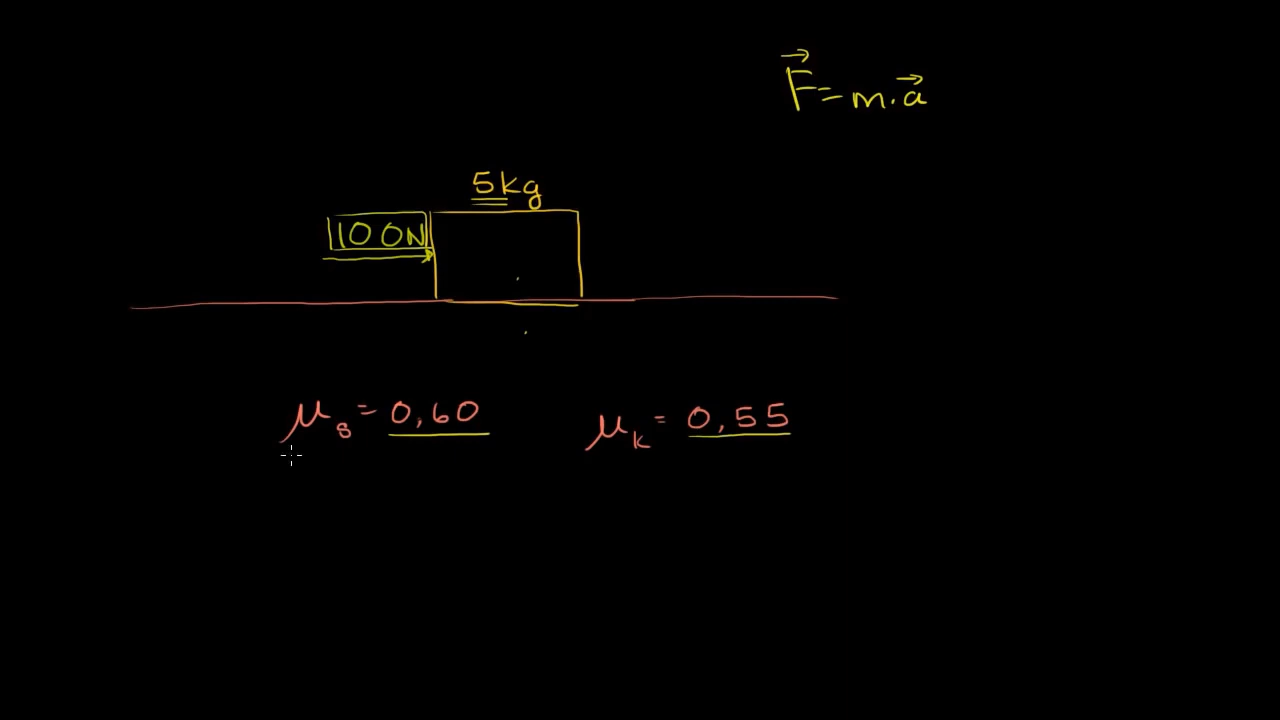 F⃗ = m.a⃗
5kg
100N
μs = 0,60
μk = 0,55